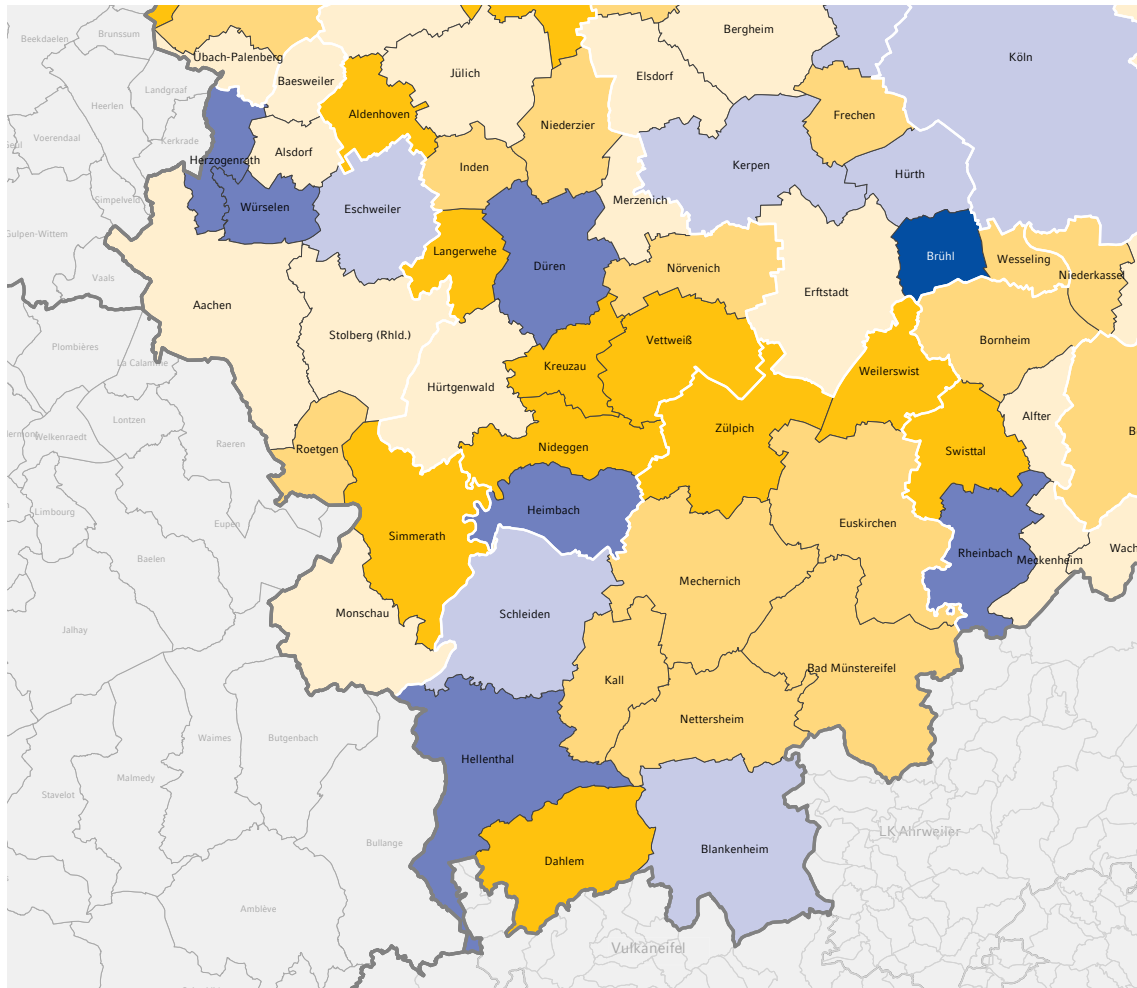 Brunssum
Beekdaelen
Bergheim
Übach-Palenberg
Köln
Jülich
Elsdorf
Baesweiler
Landgraaf
Heerlen
Aldenhoven
Frechen
Niederzier
Voerendaal
Kerkrade
Alsdorf
Herzogenrath
Inden
Kerpen
Hürth
Simpelveld
Merzenich
Würselen
Eschweiler
Gulpen-Wittem
Langerwehe
Brühl
Wesseling
Düren
Nörvenich
Niederkassel
Vaals
Erftstadt
Aachen
Stolberg (Rhld.)
Vettweiß
Bornheim
Plombières
La Calamine
Kreuzau
Weilerswist
Hürtgenwald
Alfter
Lontzen
Zülpich
B
Welkenraedt
Raeren
Roetgen
Nideggen
Swisttal
Limbourg
Heimbach
Eupen
Euskirchen
Simmerath
Wach
Rheinbach
Baelen
Meckenheim
Mechernich
Monschau
Schleiden
Jalhay
Bad Münstereifel
Kall
Nettersheim
Waimes
Butgenbach
Hellenthal
Malmedy
Stavelot
LK Ahrweiler
Bullange
Blankenheim
Dahlem
Amblève
Vulkaneifel